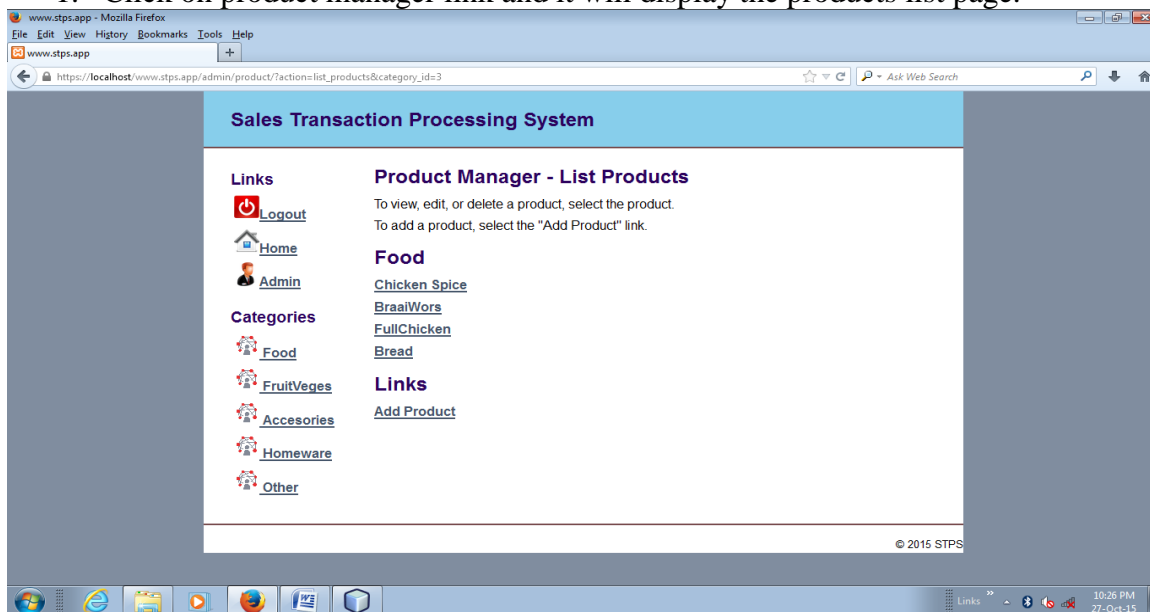 1. Click on product manager link and it will display the products list page.
www.stps.app - Mozilla Firefox
File Edit View History Bookmarks Tools Help
www.stps.app
https://localhost/www.stps.app/admin/product/?action=list_products&category_id=3
Ask Web Search
Sales Transaction Processing System
Links
Logout
Home
Admin
Categories
Food
FruitVeges
Accesories
Homeware
Other
Product Manager - List Products
To view, edit, or delete a product, select the product.
To add a product, select the "Add Product" link.
Food
Chicken Spice
BraaiWors
FullChicken
Bread
Links
Add Product
© 2015 STPS
Links
10:26 PM
27-Oct-15